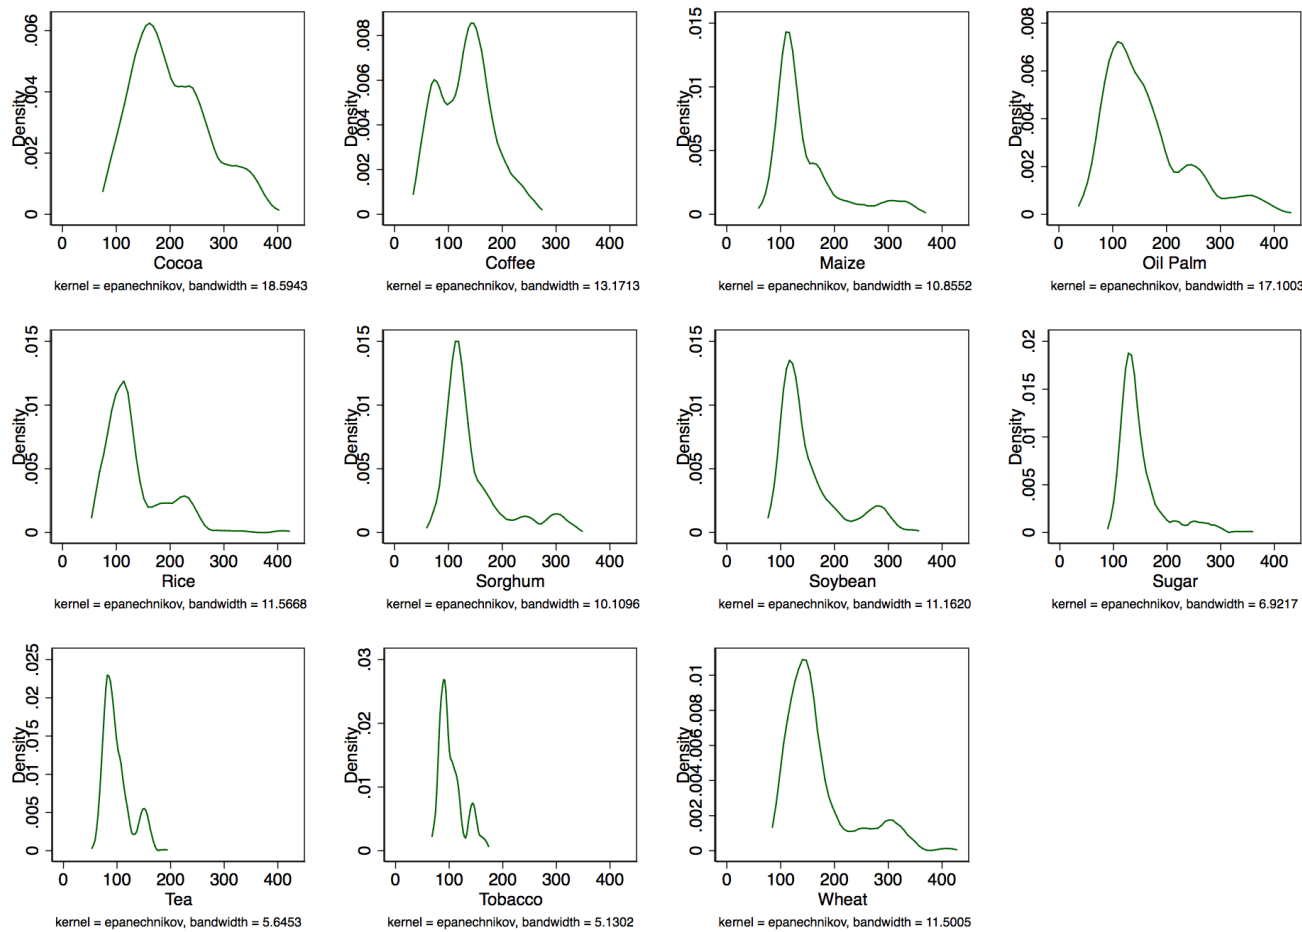 Density
0 .002 .004 .006
0 100 200 300 400
Cocoa
kernel = epanechnikov, bandwidth = 18.5943
Density
0 .002 .004 .006 .008
0 100 200 300 400
Coffee
kernel = epanechnikov, bandwidth = 13.1713
Density
0 .005 .01 .015
0 100 200 300 400
Maize
kernel = epanechnikov, bandwidth = 10.8552
Density
0 .002 .004 .006 .008
0 100 200 300 400
Oil Palm
kernel = epanechnikov, bandwidth = 17.1003
Density
0 .005 .01 .015
0 100 200 300 400
Rice
kernel = epanechnikov, bandwidth = 11.5668
Density
0 .005 .01 .015
0 100 200 300 400
Sorghum
kernel = epanechnikov, bandwidth = 10.1096
Density
0 .005 .01 .015
0 100 200 300 400
Soybean
kernel = epanechnikov, bandwidth = 11.1620
Density
0 .005 .01 .015 .02
0 100 200 300 400
Sugar
kernel = epanechnikov, bandwidth = 6.9217
Density
0 .005 .01 .015 .02 .025
0 100 200 300 400
Tea
kernel = epanechnikov, bandwidth = 5.6453
Density
0 .01 .02 .03
0 100 200 300 400
Tobacco
kernel = epanechnikov, bandwidth = 5.1302
Density
0 .002 .004 .006 .008 .01
0 100 200 300 400
Wheat
kernel = epanechnikov, bandwidth = 11.5005